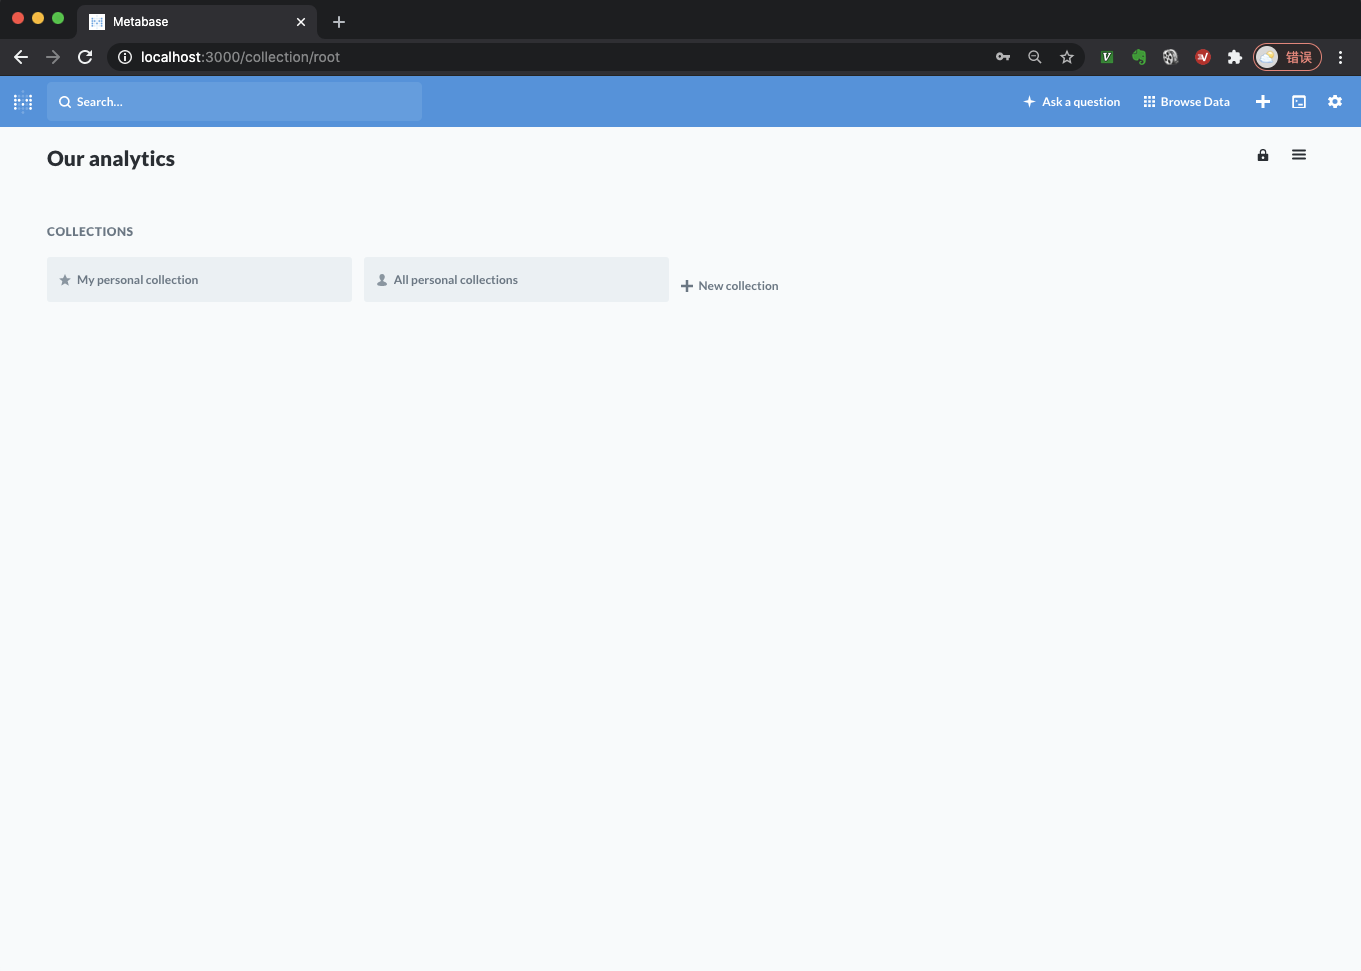 Metabase
localhost:3000/collection/root
错误
Search...
Ask a question
Browse Data
Our analytics
COLLECTIONS
My personal collection
All personal collections
New collection